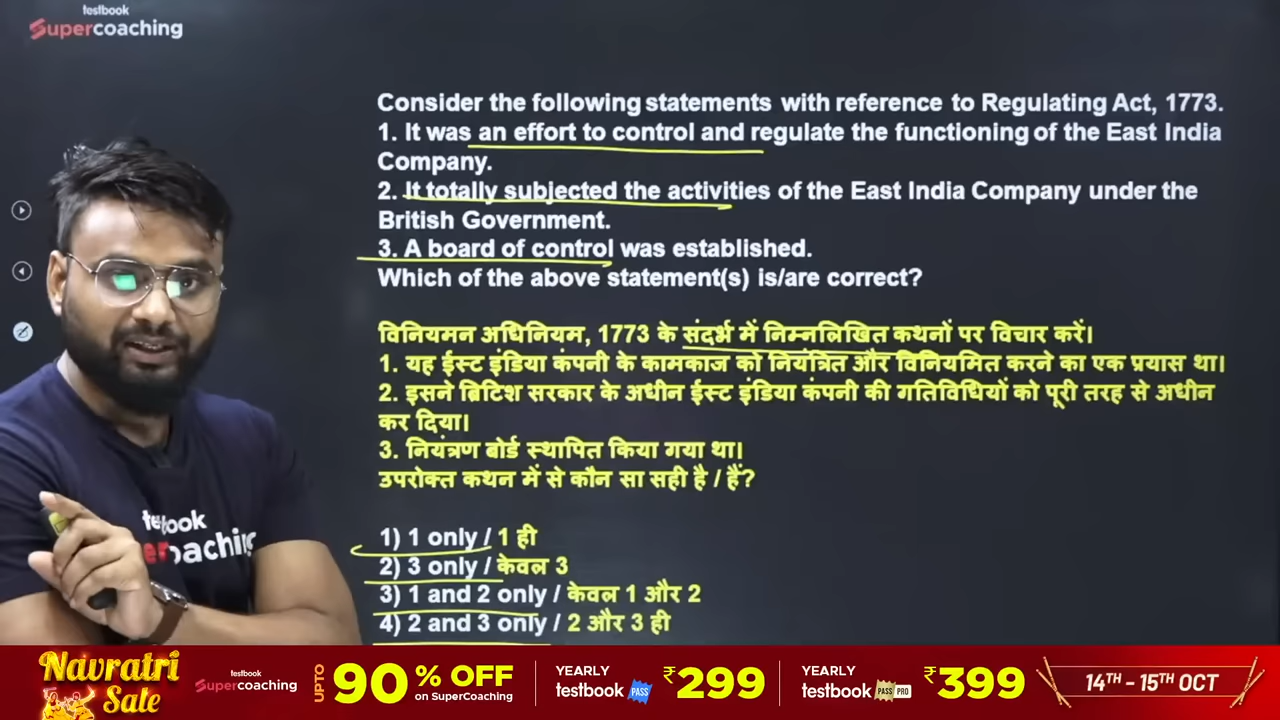 testbook
Supercoaching
Consider the following statements with reference to Regulating Act, 1773.
1. It was an effort to control and regulate the functioning of the East India
Company.
2. It totally subjected the activities of the East India Company under the
British Government.
3. A board of control was established.
Which of the above statement(s) is/are correct?
विनियमन अधिनियम, 1773 के संदर्भ में निम्नलिखित कथनों पर विचार करें।
1. यह ईस्ट इंडिया कंपनी के कामकाज को नियंत्रित और विनियमित करने का एक प्रयास था।
2. इसने ब्रिटिश सरकार के अधीन ईस्ट इंडिया कंपनी की गतिविधियों को पूरी तरह से अधीन
कर दिया।
3. नियंत्रण बोर्ड स्थापित किया गया था।
उपरोक्त कथन में से कौन सा सही है / हैं?
1) 1 only / 1 ही
2) 3 only / केवल 3
3) 1 and 2 only / केवल 1 और 2
4) 2 and 3 only / 2 और 3 ही
Navratri
Sale
testbook
Supercoaching
UPTO 90 % OFF
on SuperCoaching
YEARLY
testbook PASS
₹299
YEARLY
testbook PASS PRO
₹399
14TH - 15TH OCT